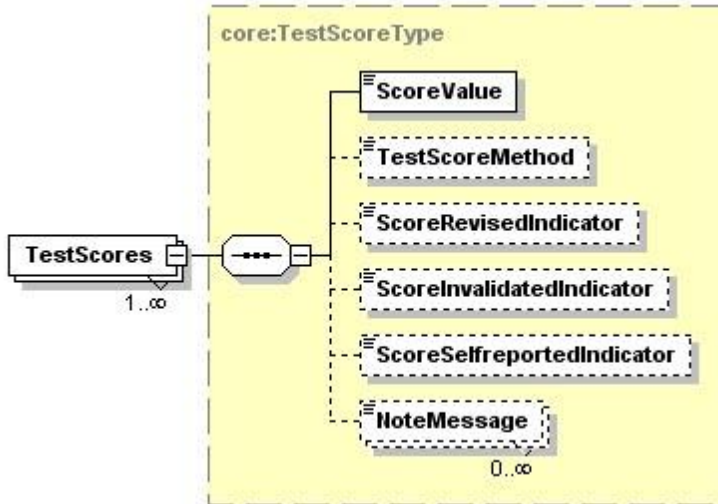 core:TestScoreType
ScoreValue
TestScoreMethod
ScoreRevisedIndicator
TestScores
1..∞
ScoreInvalidatedIndicator
ScoreSelfreportedIndicator
NoteMessage
0..∞